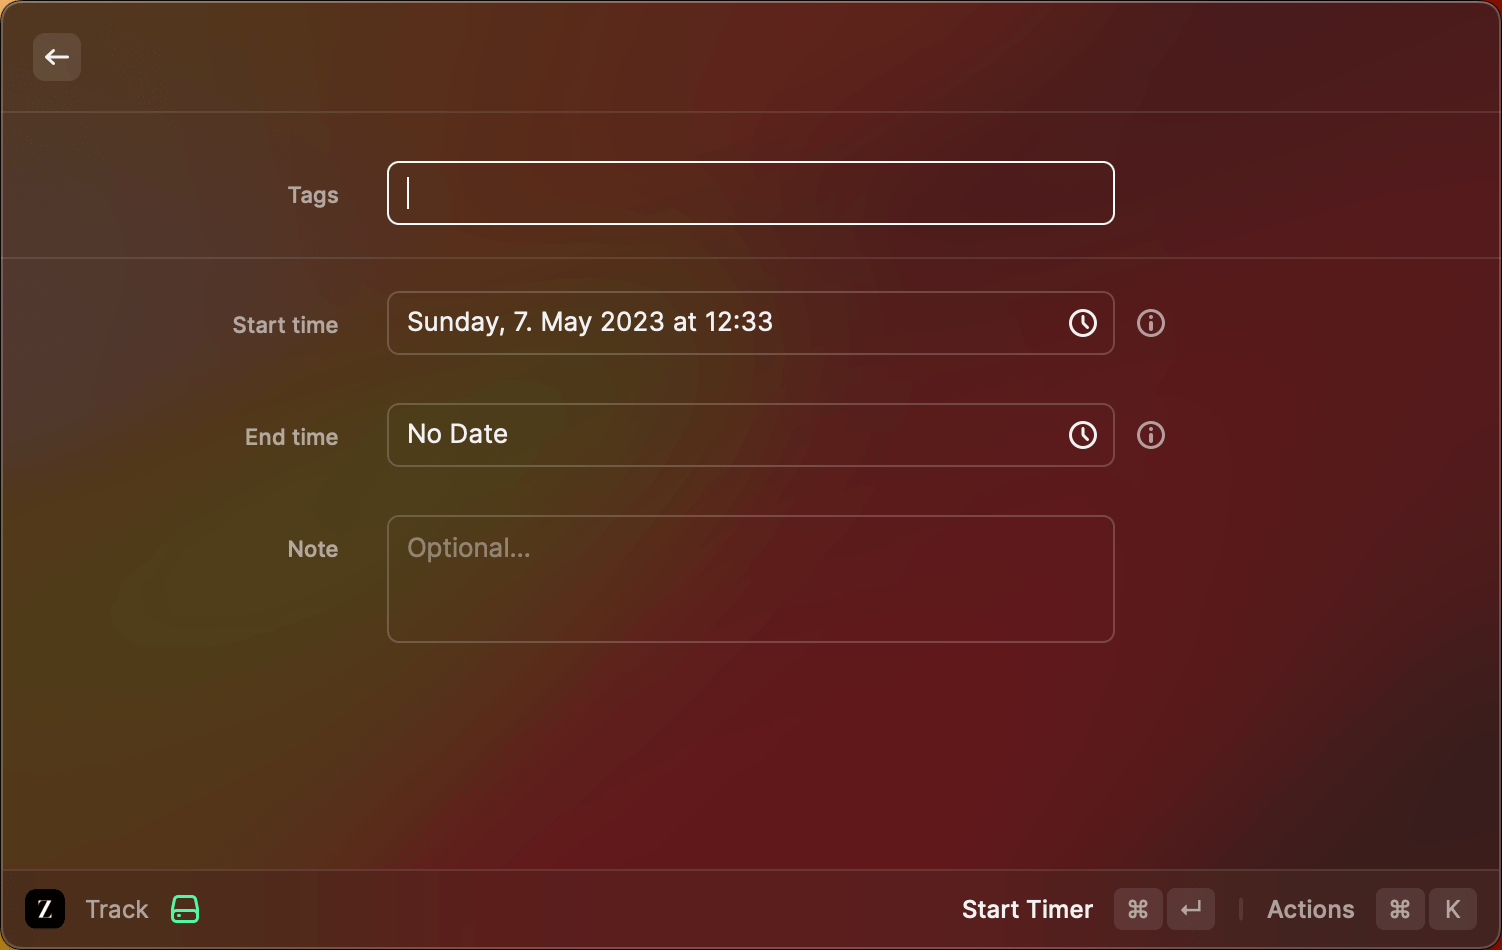 Tags
Start time
Sunday, 7. May 2023 at 12:33
End time
No Date
Note
Optional...
Z Track Start Timer ⌘ ↵ Actions ⌘ K